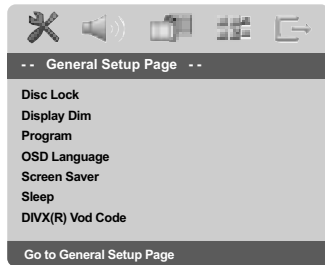 - - General Setup Page - -
Disc Lock
Display Dim
Program
OSD Language
Screen Saver
Sleep
DIVX(R) Vod Code
Go to General Setup Page